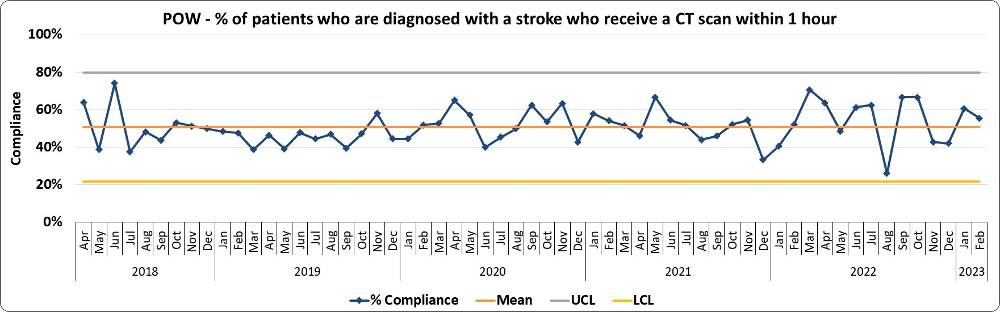 POW - % of patients who are diagnosed with a stroke who receive a CT scan within 1 hour
100%
80%
60%
40%
20%
0%
Compliance
Apr May Jun Jul Aug Sep Oct Nov Dec Jan Feb Mar Apr May Jun Jul Aug Sep Oct Nov Dec Jan Feb Mar Apr May Jun Jul Aug Sep Oct Nov Dec Jan Feb Mar Apr May Jun Jul Aug Sep Oct Nov Dec Jan Feb Mar Apr May Jun Jul Aug Sep Oct Nov Dec Jan Feb
2018 2019 2020 2021 2022 2023
% Compliance Mean UCL LCL